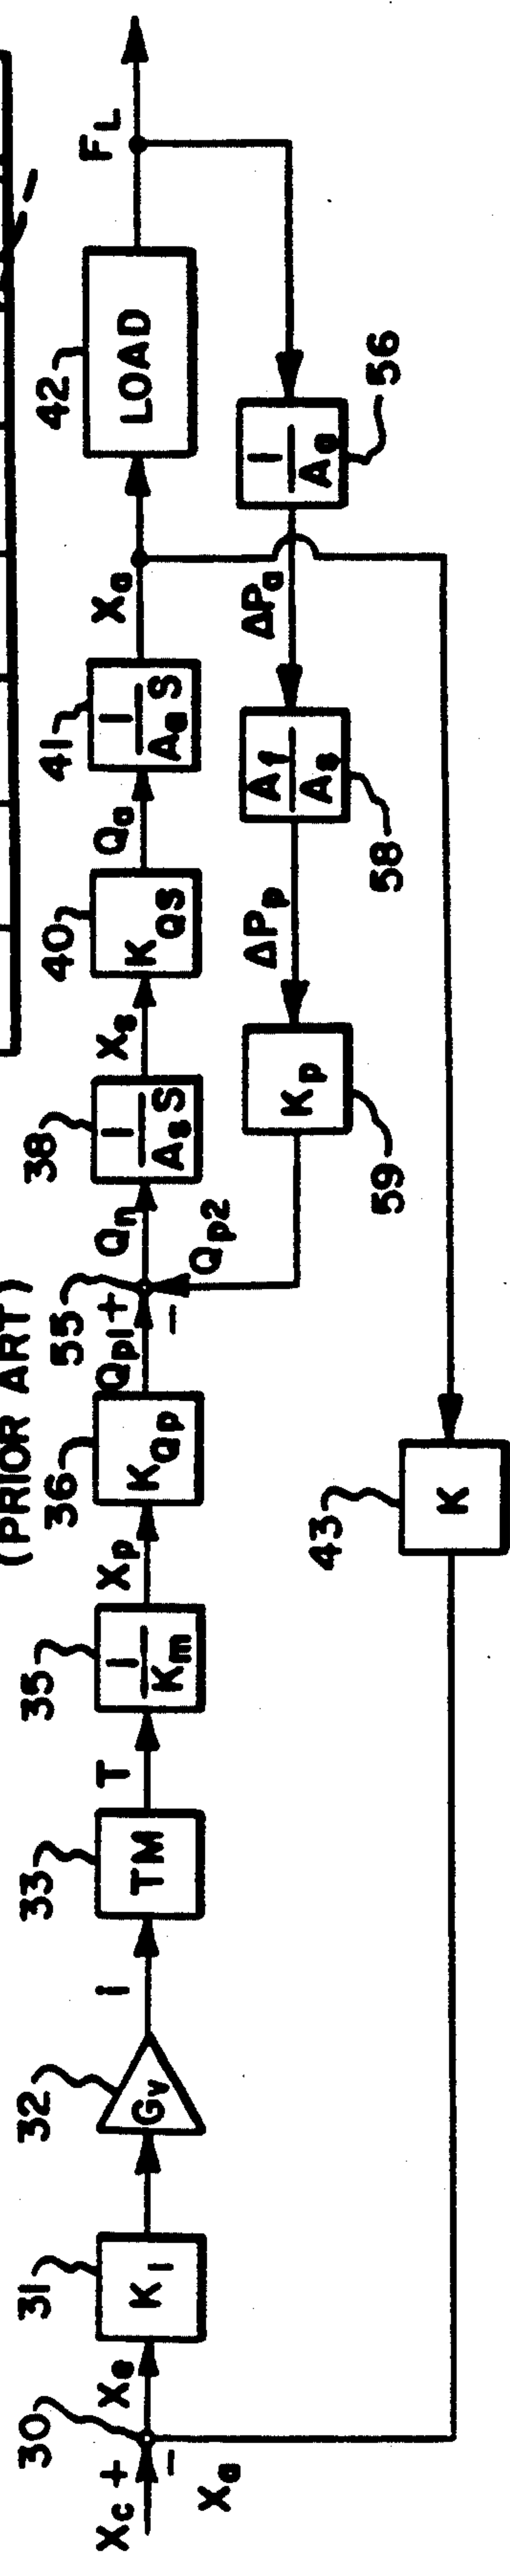 (PRIOR ART)
30
31
32
33
35
36
55
38
40
41
42
Xc +
−
Xa
Xe
K1
Gv
i
TM
T
1
Km
Xp
KQp
Qp1 +
−
Qn
Qp2
1
As S
Xs
KQS
Qa
1
Aa S
Xa
LOAD
FL
1
Aa
56
ΔPa
Af
As
58
ΔPp
Kp
59
K
43